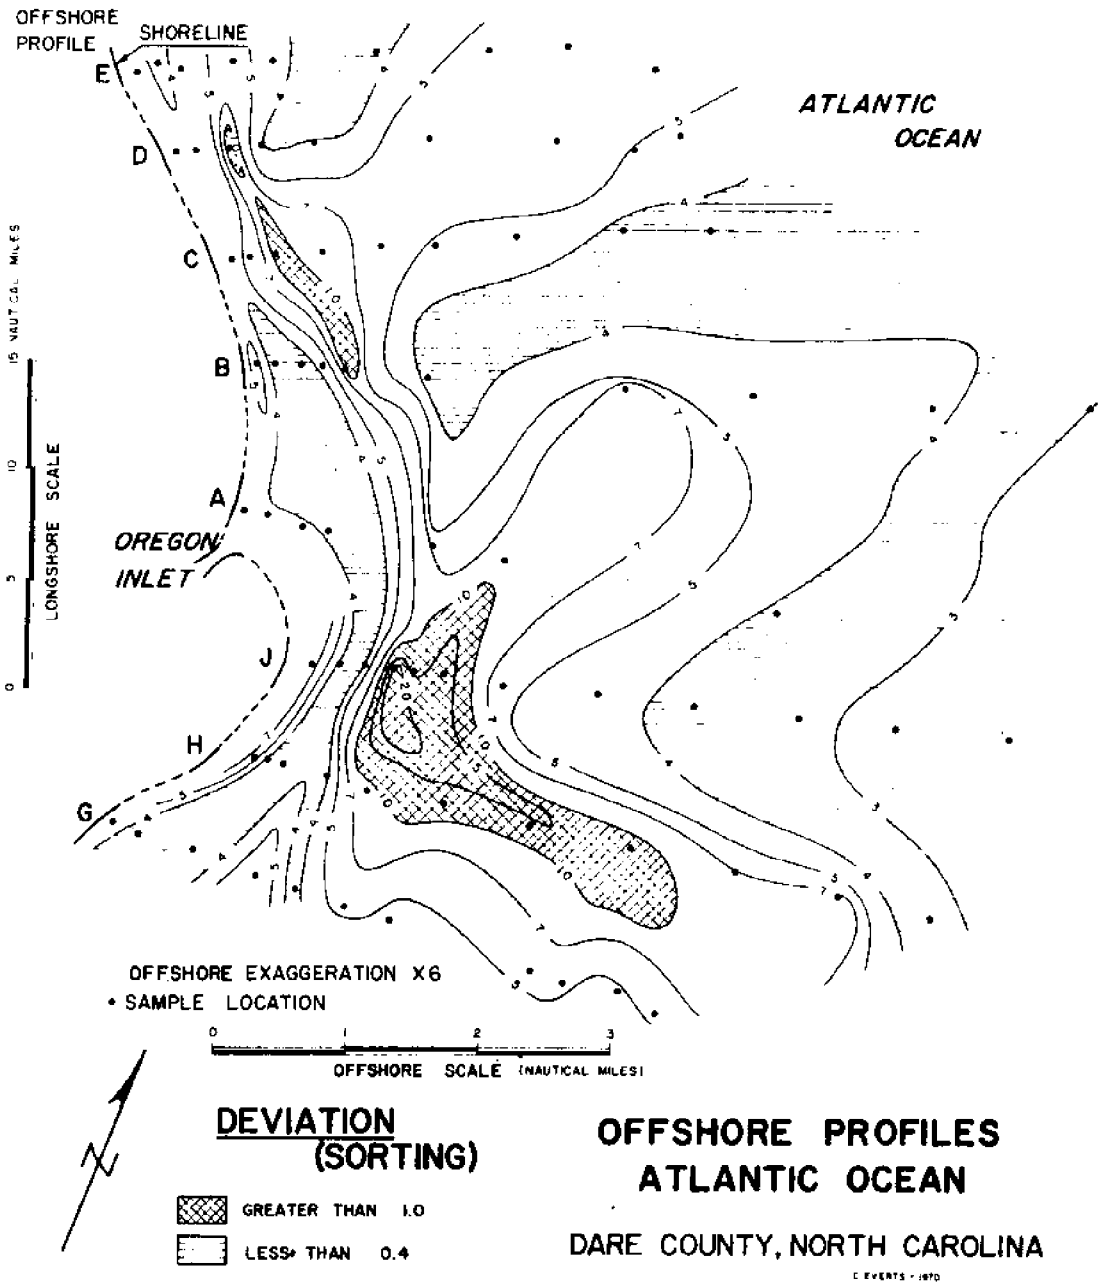 OFFSHORE
PROFILE
SHORELINE
E
D
C
B
A
ATLANTIC
OCEAN
OREGON
INLET
J
H
G
15 NAUTICAL MILES
10
5
0
LONGSHORE SCALE
OFFSHORE EXAGGERATION X6
• SAMPLE LOCATION
0 1 2 3
OFFSHORE SCALE (NAUTICAL MILES)
N
DEVIATION
(SORTING)
GREATER THAN 1.0
LESS THAN 0.4
OFFSHORE PROFILES
ATLANTIC OCEAN
DARE COUNTY, NORTH CAROLINA
C EVERTS - 1970